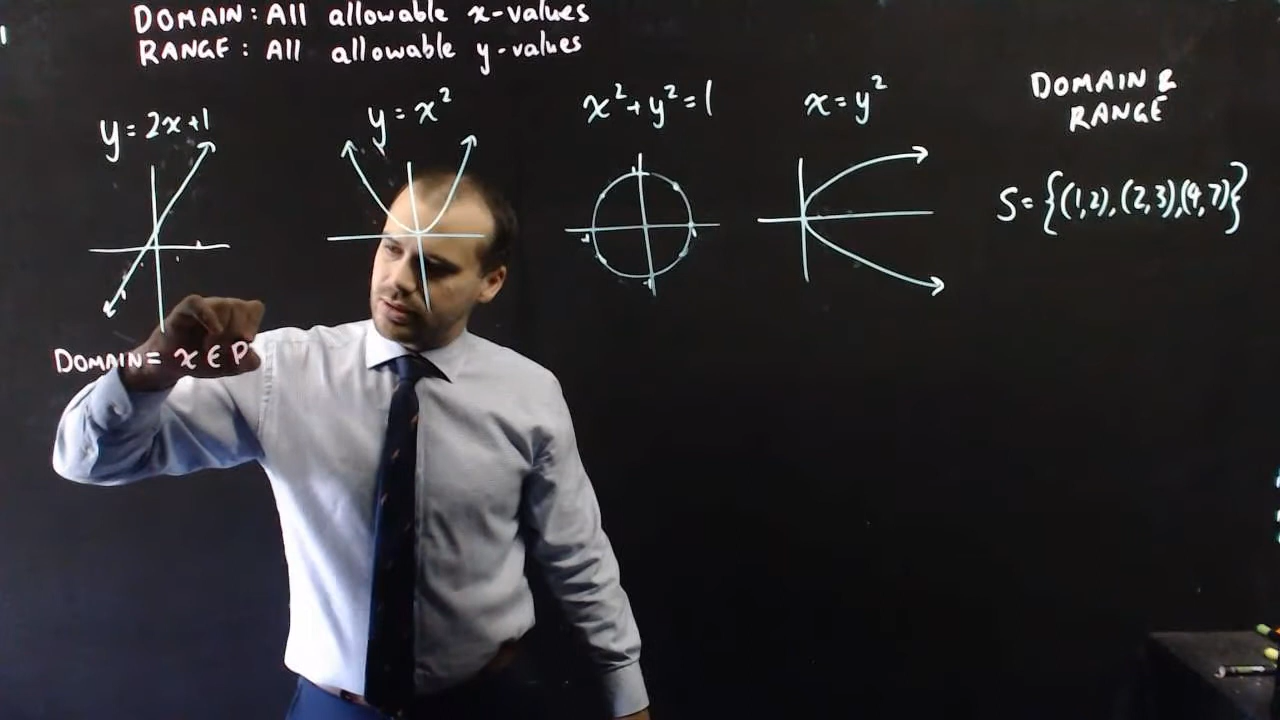 DOMAIN: All allowable x-values
RANGE: All allowable y-values
DOMAIN &
RANGE
y = 2x+1
y = x²
x² + y² = 1
x = y²
S = {(1,2),(2,3),(4,7)}
DOMAIN = x ∈